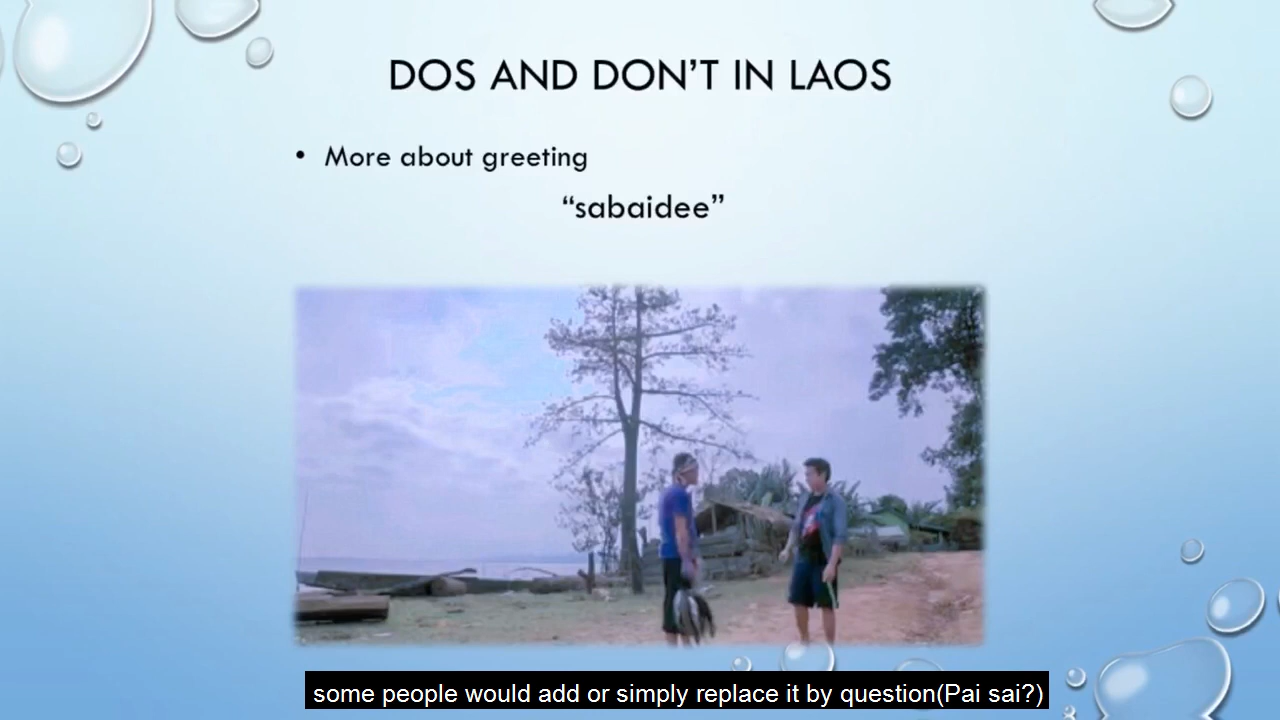 DOS AND DON’T IN LAOS
• More about greeting
“sabaidee”
some people would add or simply replace it by question(Pai sai?)